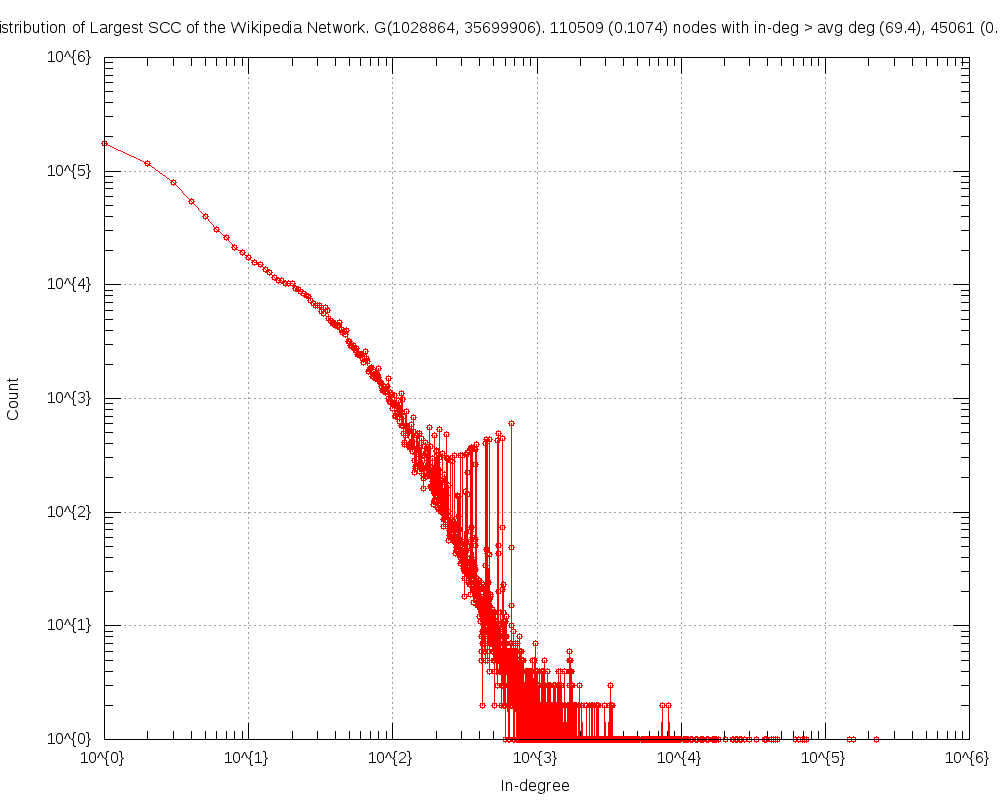 istribution of Largest SCC of the Wikipedia Network. G(1028864, 35699906). 110509 (0.1074) nodes with in-deg > avg deg (69.4), 45061 (0.
10^{6}
10^{5}
10^{4}
10^{3}
10^{2}
10^{1}
10^{0}
Count
10^{0} 10^{1} 10^{2} 10^{3} 10^{4} 10^{5} 10^{6}
In-degree